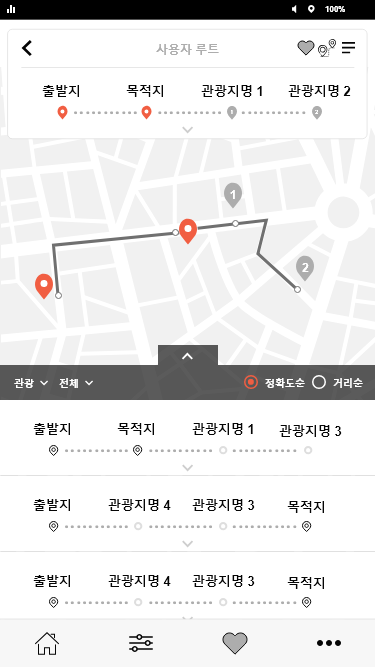 100%
사용자 루트
출발지 목적지 관광지명 1 관광지명 2
1 2
1
2
관광 전체 정확도순 거리순
출발지 목적지 관광지명 1 관광지명 3
출발지 관광지명 4 관광지명 3 목적지
출발지 관광지명 4 관광지명 3 목적지